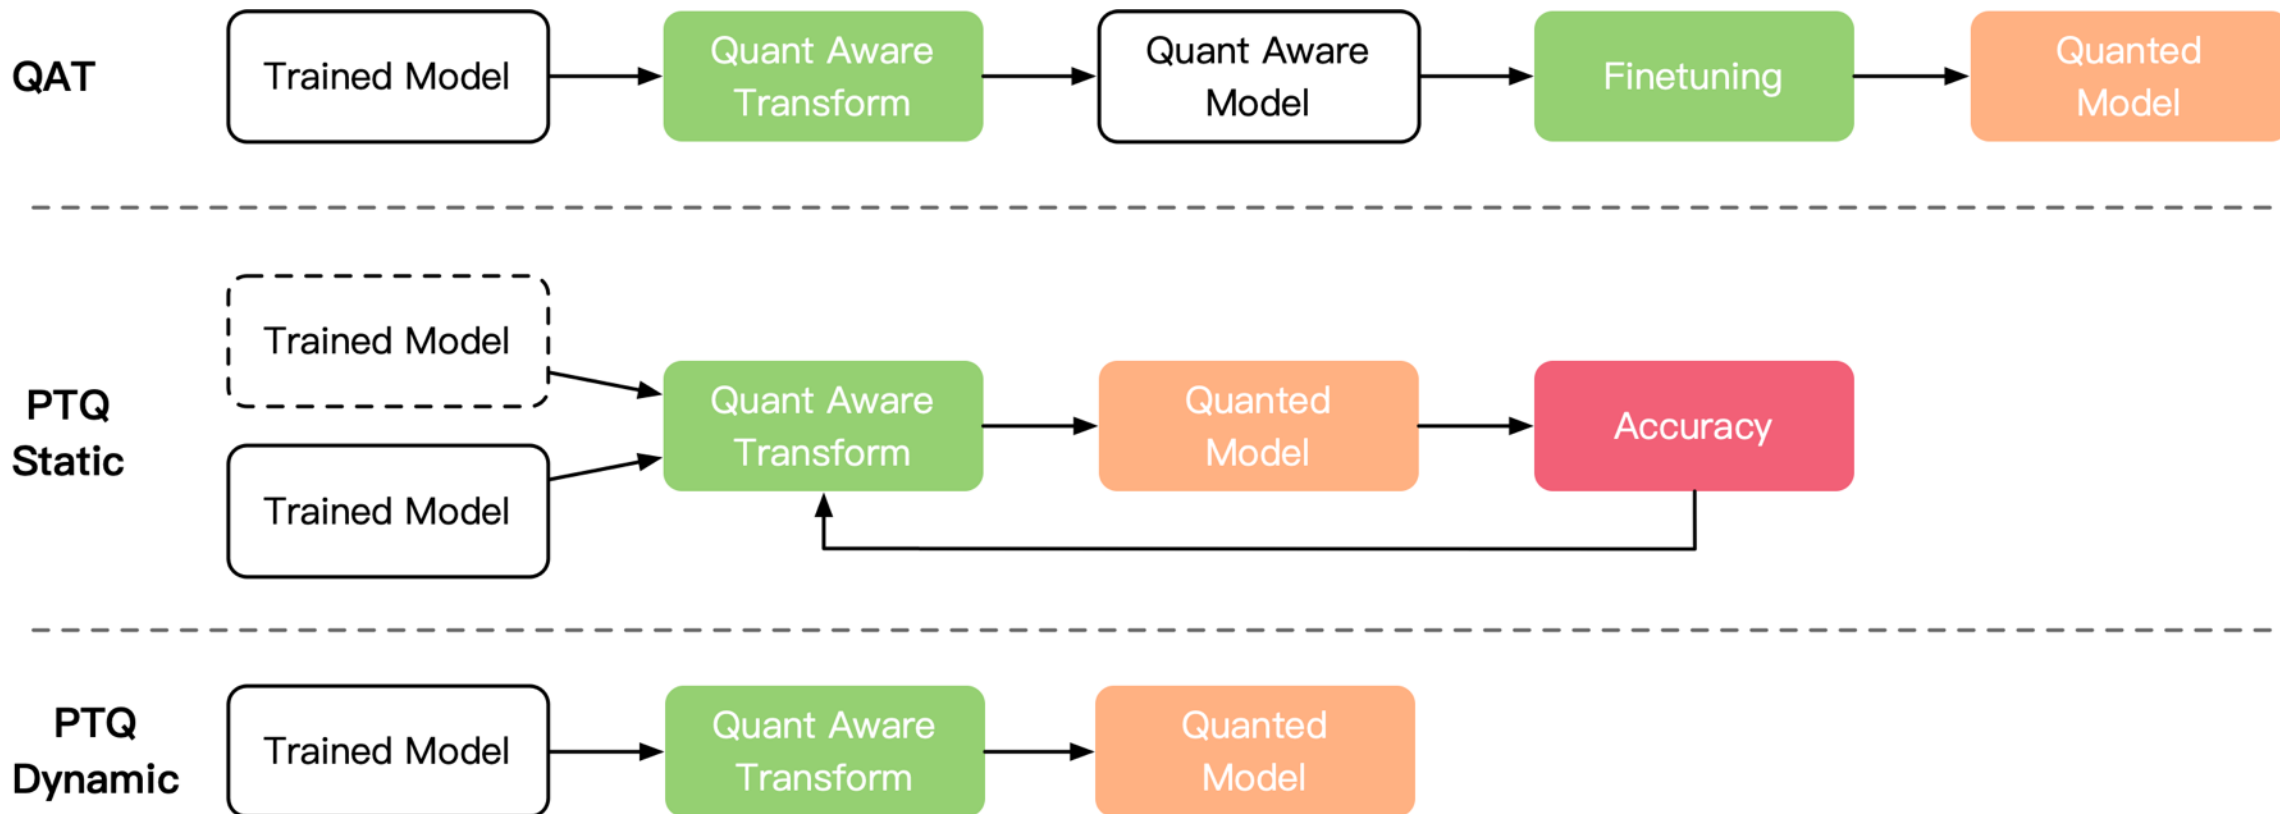 QAT
Trained Model
Quant Aware
Transform
Quant Aware
Model
Finetuning
Quanted
Model
PTQ
Static
Trained Model
Trained Model
Quant Aware
Transform
Quanted
Model
Accuracy
PTQ
Dynamic
Trained Model
Quant Aware
Transform
Quanted
Model